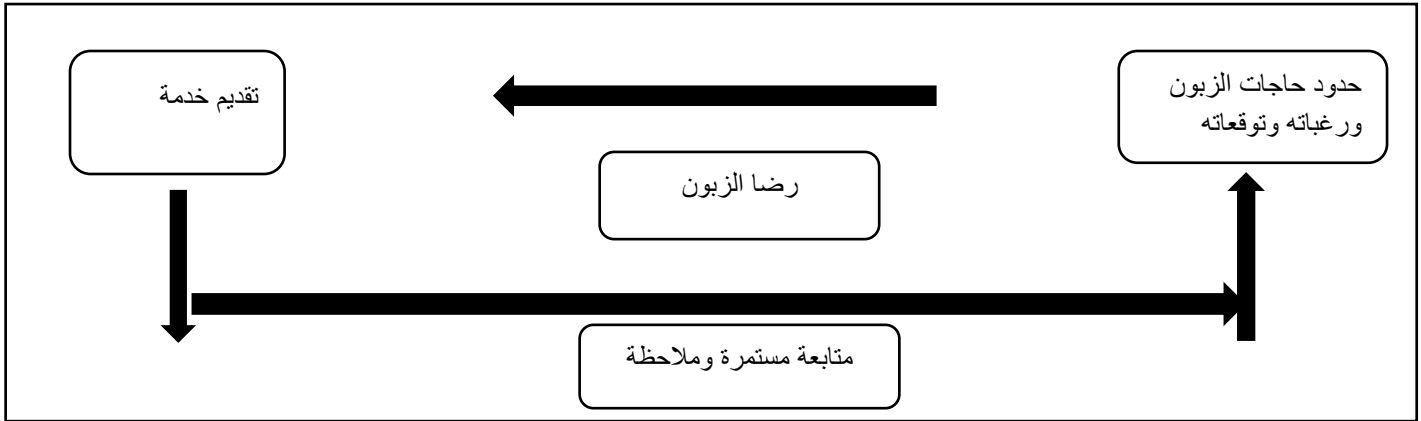 حدود حاجات الزبون
ورغباته وتوقعاته
تقديم خدمة
رضا الزبون
متابعة مستمرة وملاحظة